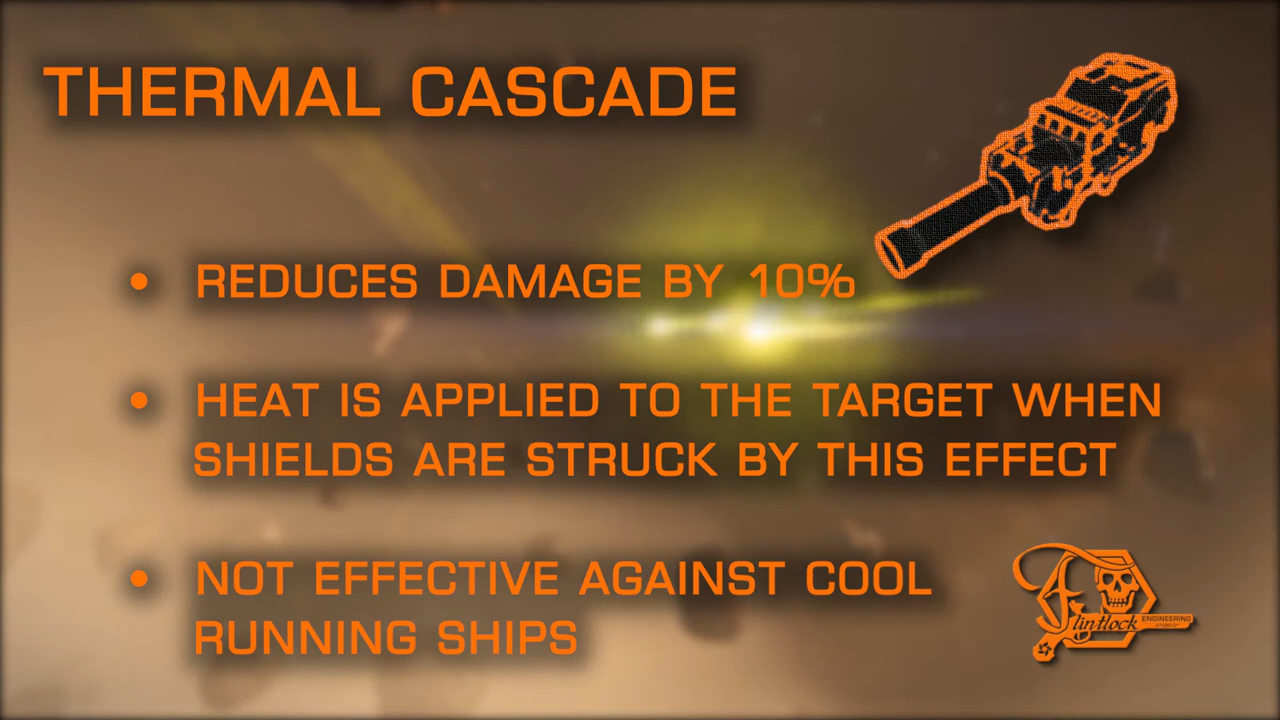 THERMAL CASCADE
• REDUCES DAMAGE BY 10%
• HEAT IS APPLIED TO THE TARGET WHEN
SHIELDS ARE STRUCK BY THIS EFFECT
• NOT EFFECTIVE AGAINST COOL
RUNNING SHIPS
Flintlock ENGINEERING